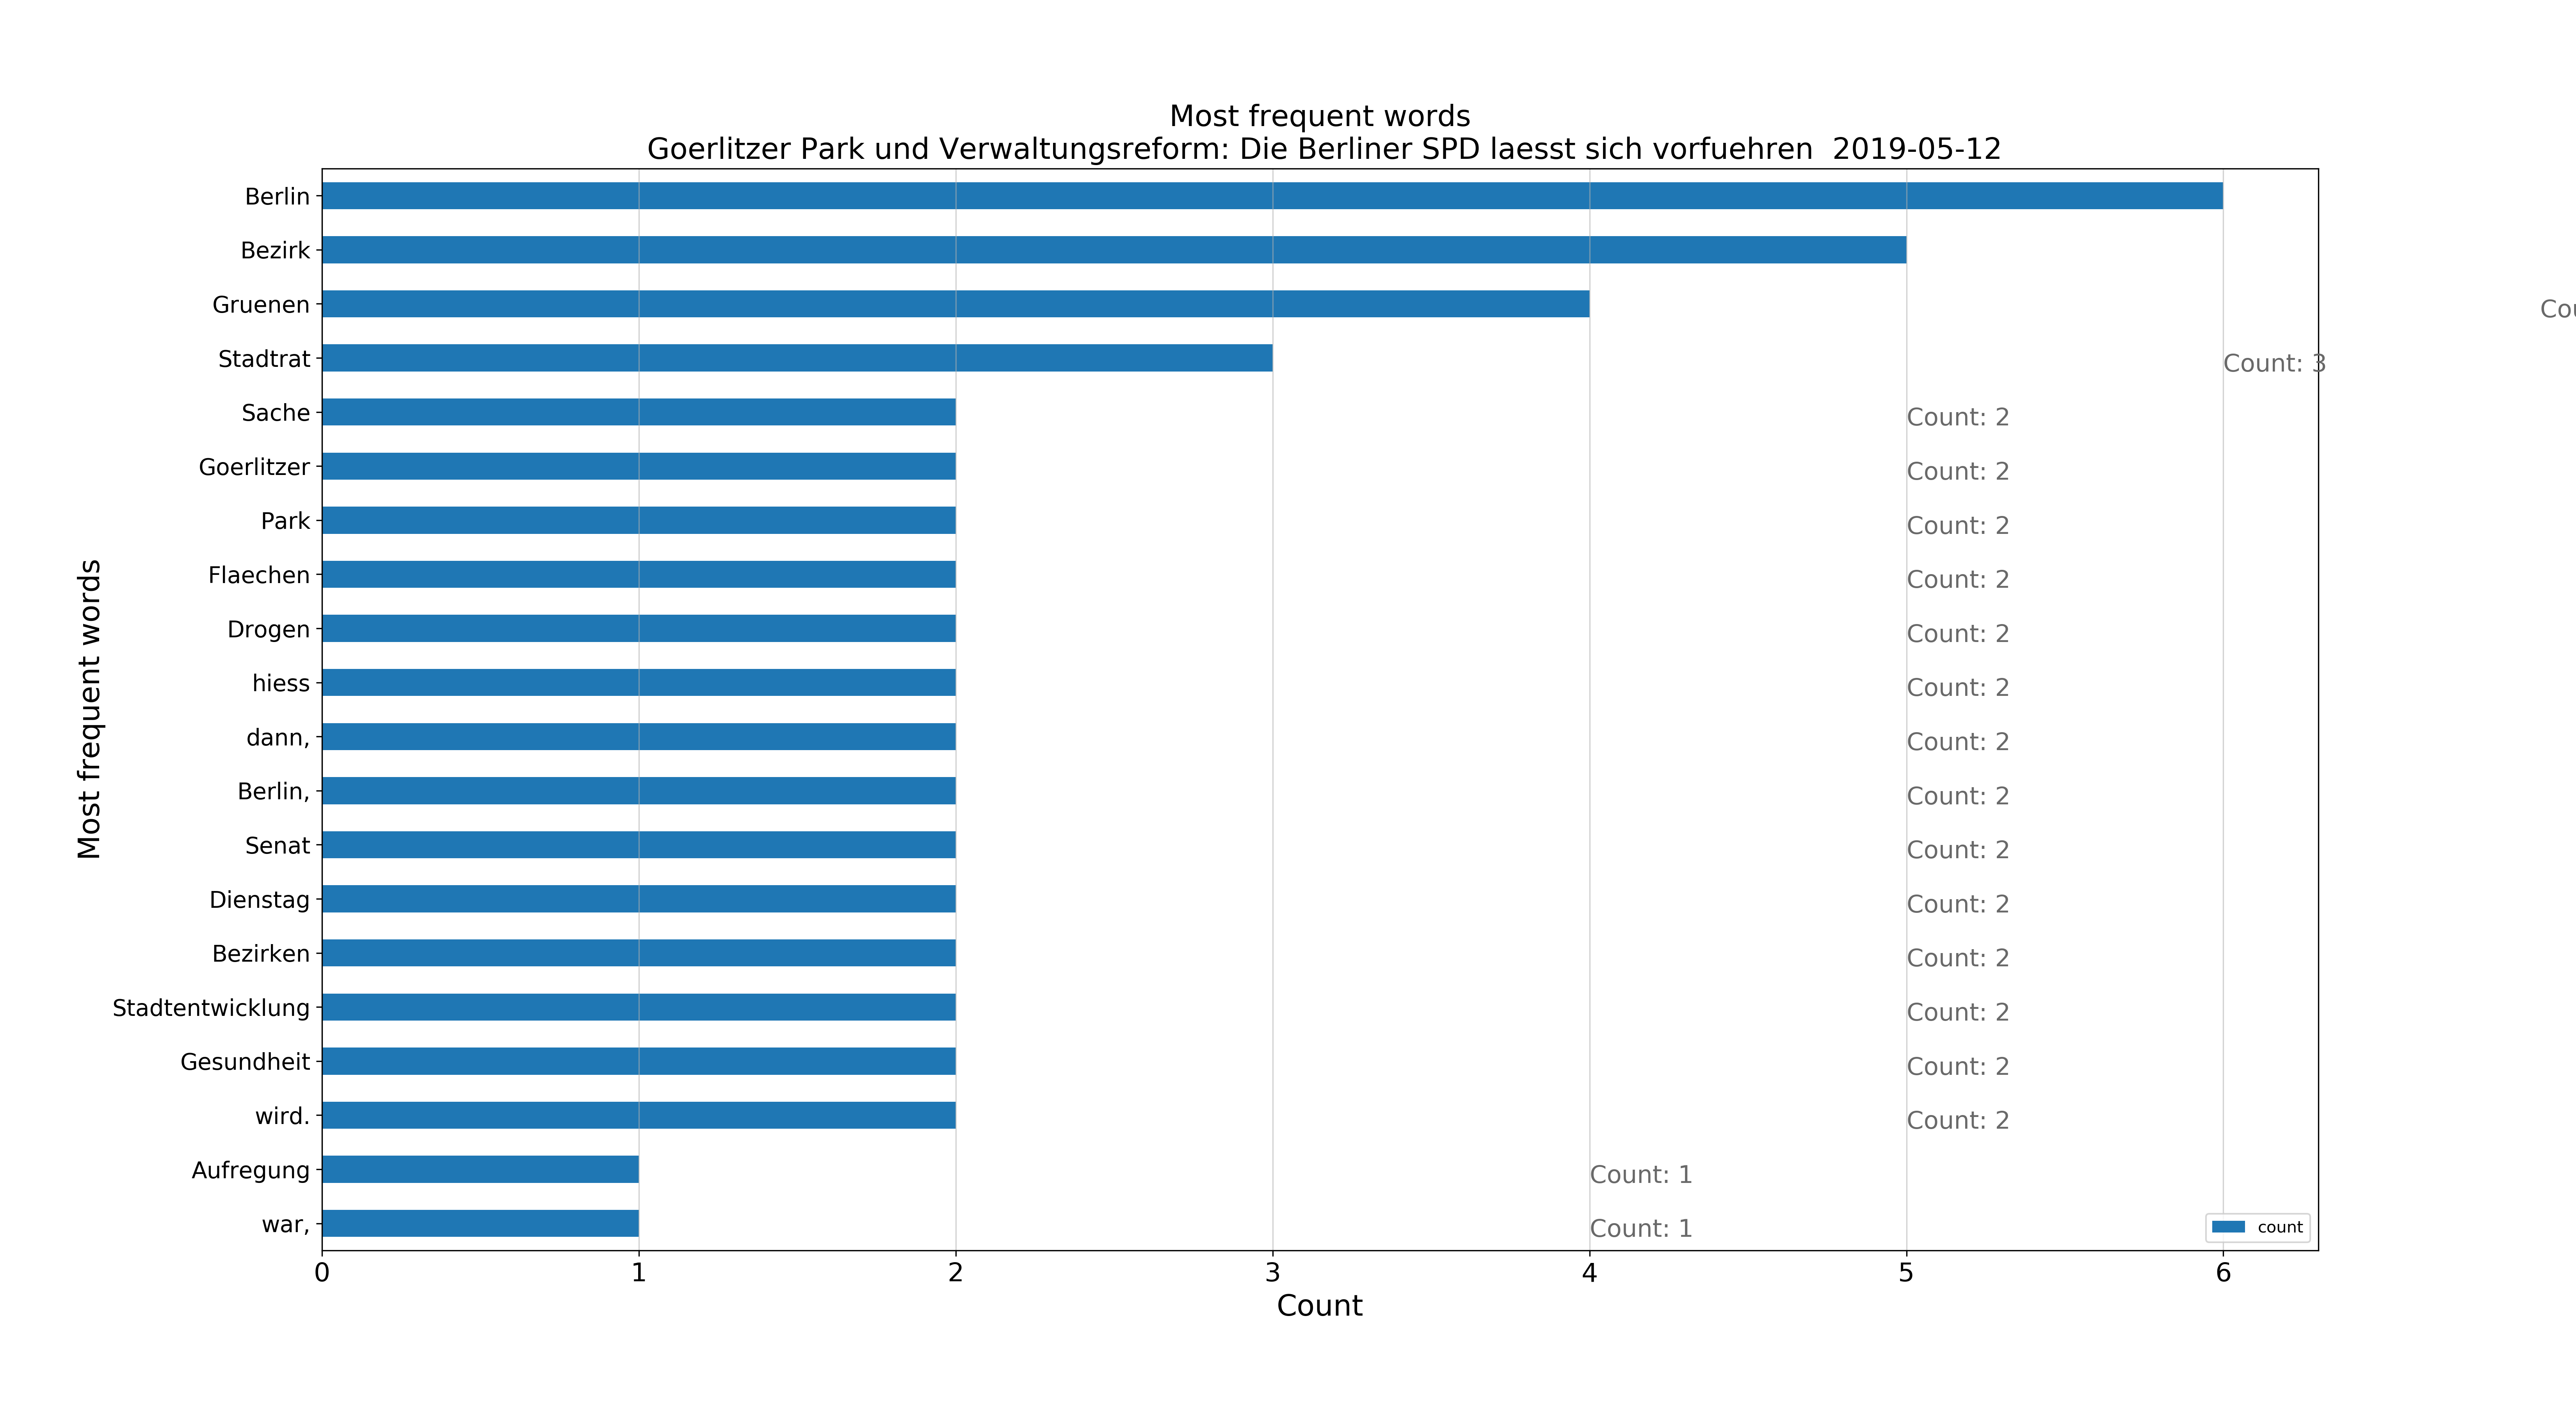 Most frequent words
Goerlitzer Park und Verwaltungsreform: Die Berliner SPD laesst sich vorfuehren 2019-05-12
Most frequent words
Berlin
Bezirk
Gruenen
Cou
Stadtrat Count: 3
Sache Count: 2
Goerlitzer Count: 2
Park Count: 2
Flaechen Count: 2
Drogen Count: 2
hiess Count: 2
dann, Count: 2
Berlin, Count: 2
Senat Count: 2
Dienstag Count: 2
Bezirken Count: 2
Stadtentwicklung Count: 2
Gesundheit Count: 2
wird. Count: 2
Aufregung Count: 1
war, Count: 1
count
0 1 2 3 4 5 6
Count